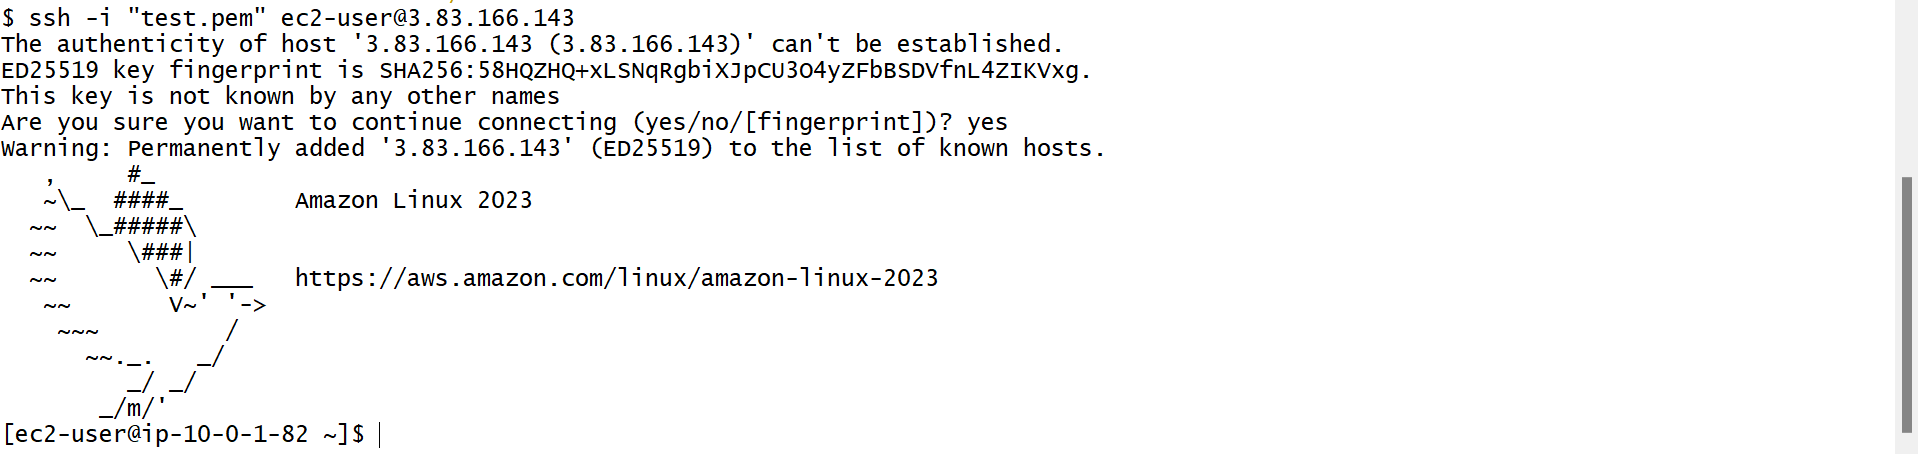 $ ssh -i "test.pem" ec2-user@3.83.166.143
The authenticity of host '3.83.166.143 (3.83.166.143)' can't be established.
ED25519 key fingerprint is SHA256:58HQZHQ+xLSNqRgbiXJpCU3O4yZFbBSDVfnL4ZIKVxg.
This key is not known by any other names
Are you sure you want to continue connecting (yes/no/[fingerprint])? yes
Warning: Permanently added '3.83.166.143' (ED25519) to the list of known hosts.
   ,     #_
   ~\_  ####_        Amazon Linux 2023
  ~~  \_#####\
  ~~     \###|
  ~~       \#/ ___   https://aws.amazon.com/linux/amazon-linux-2023
   ~~       V~' '->
    ~~~         /
      ~~._.   _/
         _/ _/
       _/m/'
[ec2-user@ip-10-0-1-82 ~]$